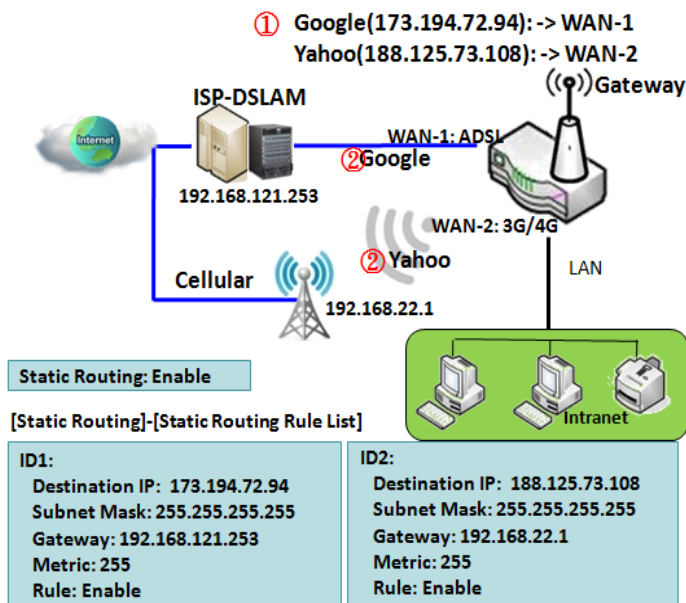 ① Google(173.194.72.94): -> WAN-1
Yahoo(188.125.73.108): -> WAN-2
Gateway
ISP-DSLAM
Internet
WAN-1: ADSL
②Google
192.168.121.253
WAN-2: 3G/4G
② Yahoo
LAN
Cellular
192.168.22.1
Intranet
Static Routing: Enable
[Static Routing]-[Static Routing Rule List]
ID1:
Destination IP: 173.194.72.94
Subnet Mask: 255.255.255.255
Gateway: 192.168.121.253
Metric: 255
Rule: Enable
ID2:
Destination IP: 188.125.73.108
Subnet Mask: 255.255.255.255
Gateway: 192.168.22.1
Metric: 255
Rule: Enable